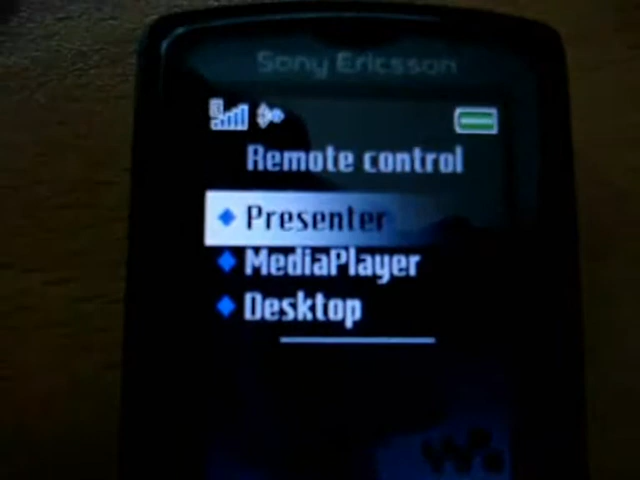 Sony Ericsson
Remote control
Presenter
MediaPlayer
Desktop